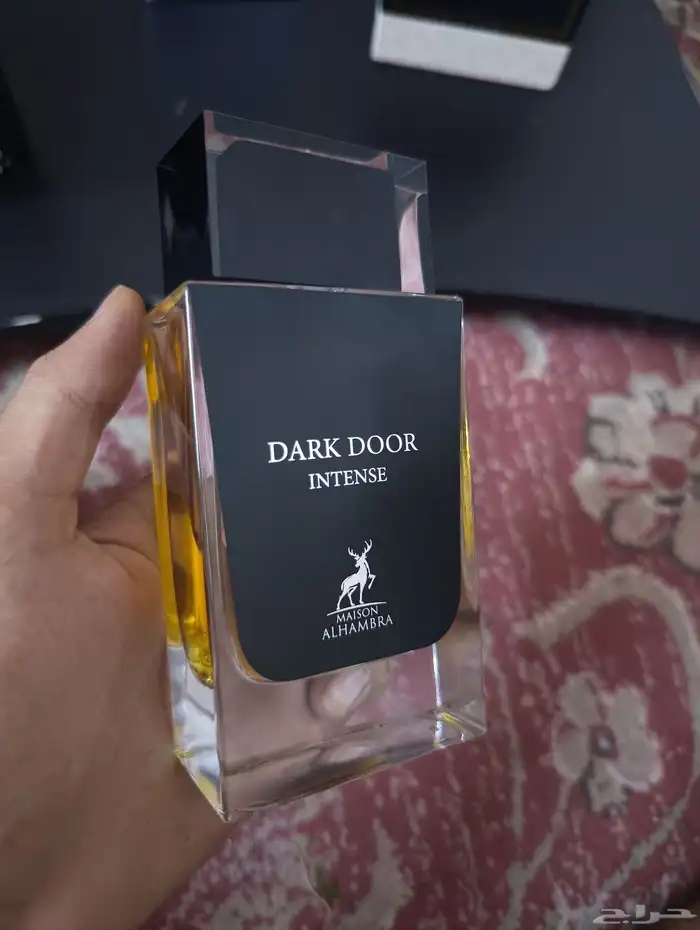 DARK DOOR
INTENSE
MAISON
ALHAMBRA
حراج